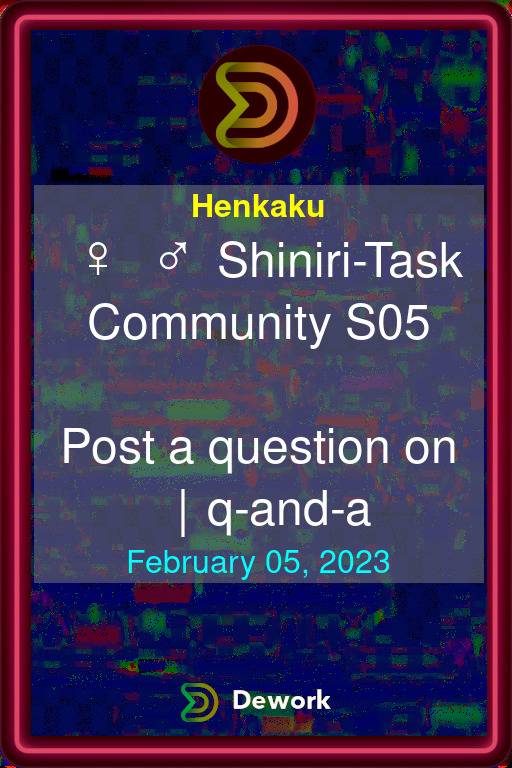 Henkaku
♀ ♂ Shiniri-Task
Community S05
Post a question on
| q-and-a
February 05, 2023
Dework